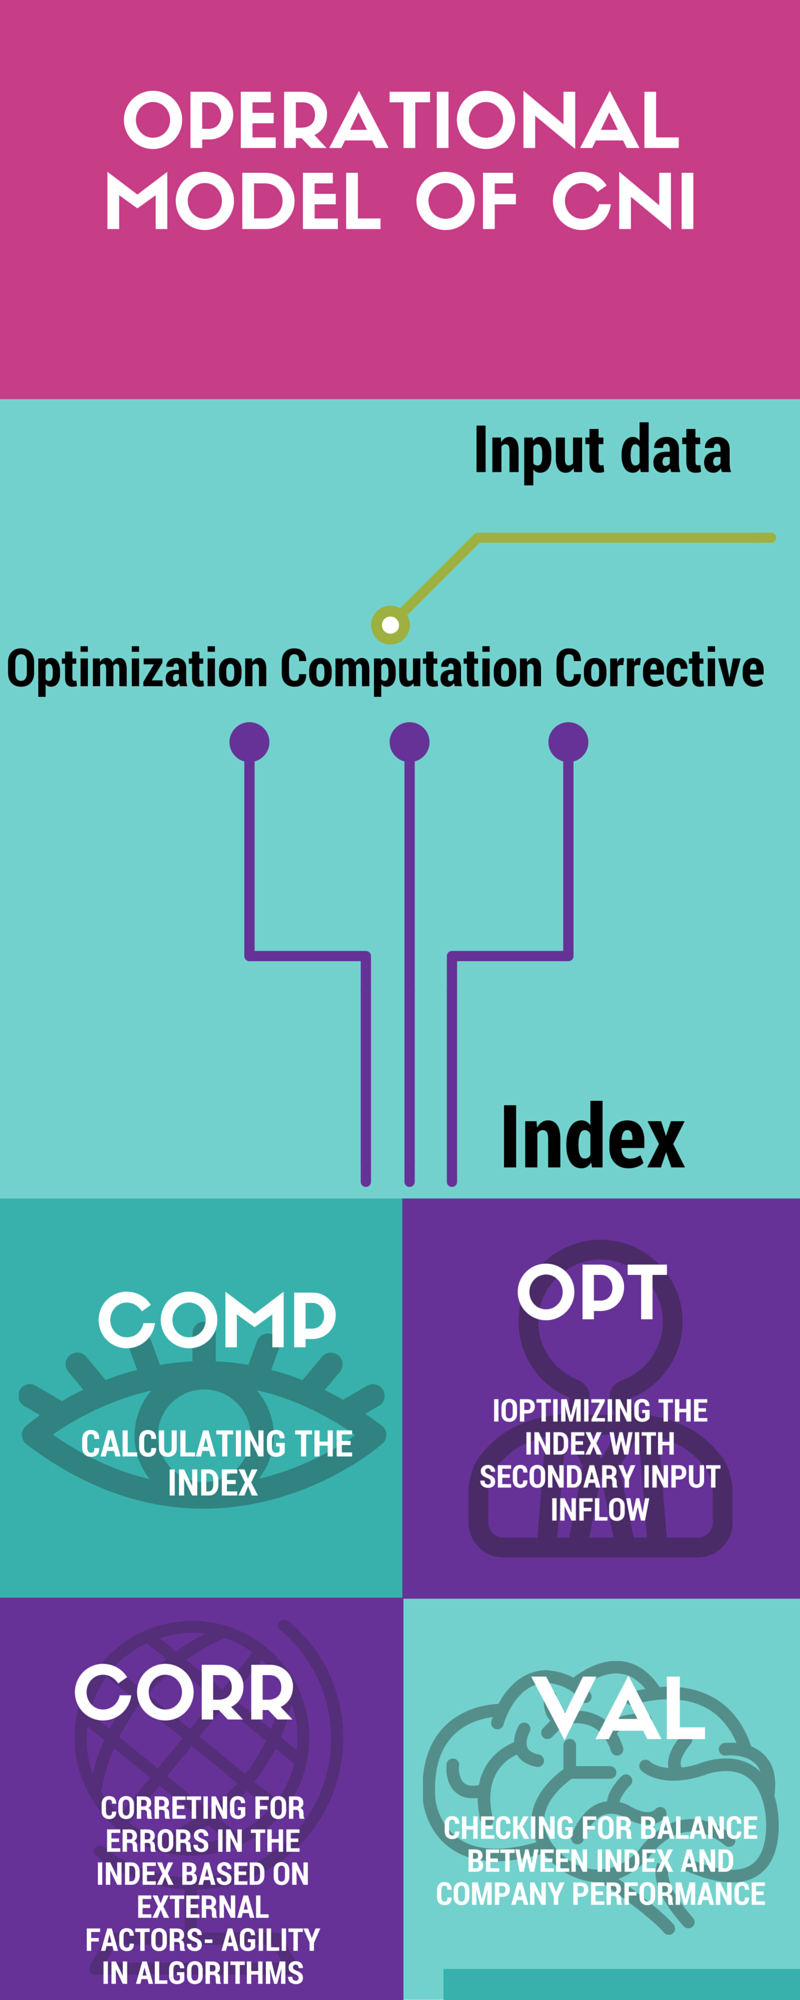 OPERATIONAL
MODEL OF CNI
Input data
Optimization Computation Corrective
Index
COMP
CALCULATING THE
INDEX
OPT
IOPTIMIZING THE
INDEX WITH
SECONDARY INPUT
INFLOW
CORR
CORRETING FOR
ERRORS IN THE
INDEX BASED ON
EXTERNAL
FACTORS- AGILITY
IN ALGORITHMS
VAL
CHECKING FOR BALANCE
BETWEEN INDEX AND
COMPANY PERFORMANCE